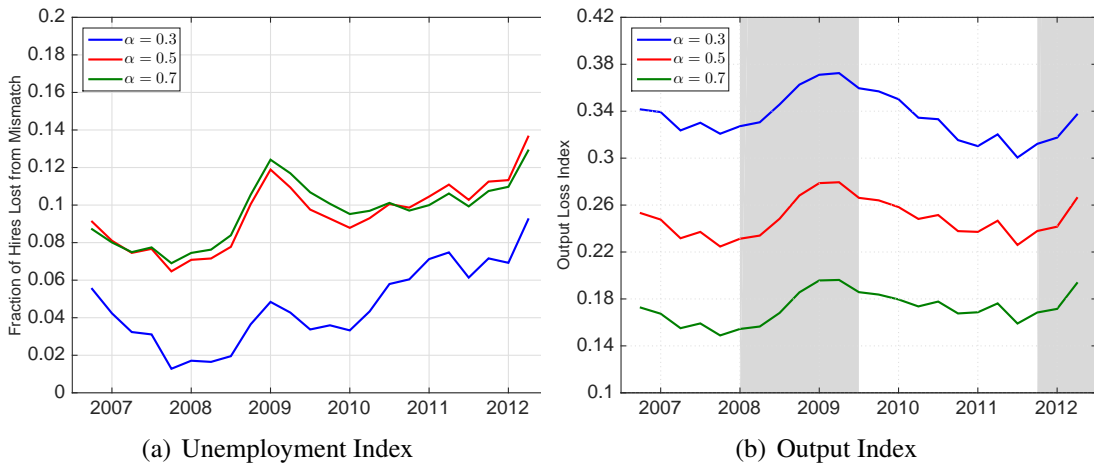 0.2
0.18
0.16
0.14
0.12
0.1
0.08
0.06
0.04
0.02
0
Fraction of Hires Lost from Mismatch
α = 0.3
α = 0.5
α = 0.7
2007 2008 2009 2010 2011 2012
(a) Unemployment Index
0.42
0.38
0.34
0.3
0.26
0.22
0.18
0.14
0.1
Output Loss Index
α = 0.3
α = 0.5
α = 0.7
2007 2008 2009 2010 2011 2012
(b) Output Index